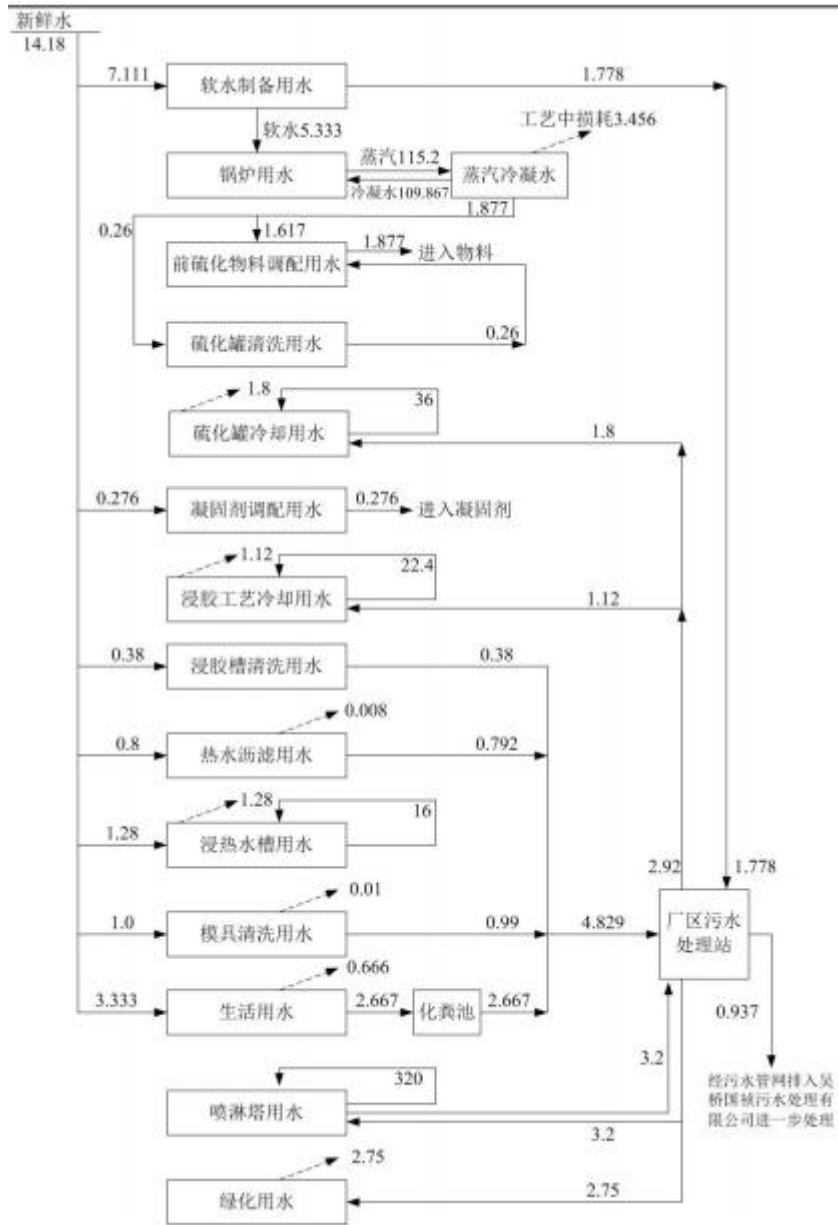 新鲜水
14.18
7.111
软水制备用水
1.778
软水5.333
工艺中损耗3.456
锅炉用水
蒸汽115.2
冷凝水109.867
蒸汽冷凝水
1.877
0.26
1.617
前硫化物料调配用水
1.877
进入物料
硫化罐清洗用水
0.26
1.8
36
硫化罐冷却用水
1.8
0.276
凝固剂调配用水
0.276
进入凝固剂
1.12
22.4
浸胶工艺冷却用水
1.12
0.38
浸胶槽清洗用水
0.38
0.008
0.8
热水沥滤用水
0.792
1.28
16
1.28
浸热水槽用水
2.92
1.778
0.01
1.0
模具清洗用水
0.99
4.829
厂区污水
处理站
0.666
3.333
生活用水
2.667
化粪池
2.667
0.937
3.2
320
喷淋塔用水
3.2
经污水管网排入吴
桥国祯污水处理有
限公司进一步处理
2.75
绿化用水
2.75